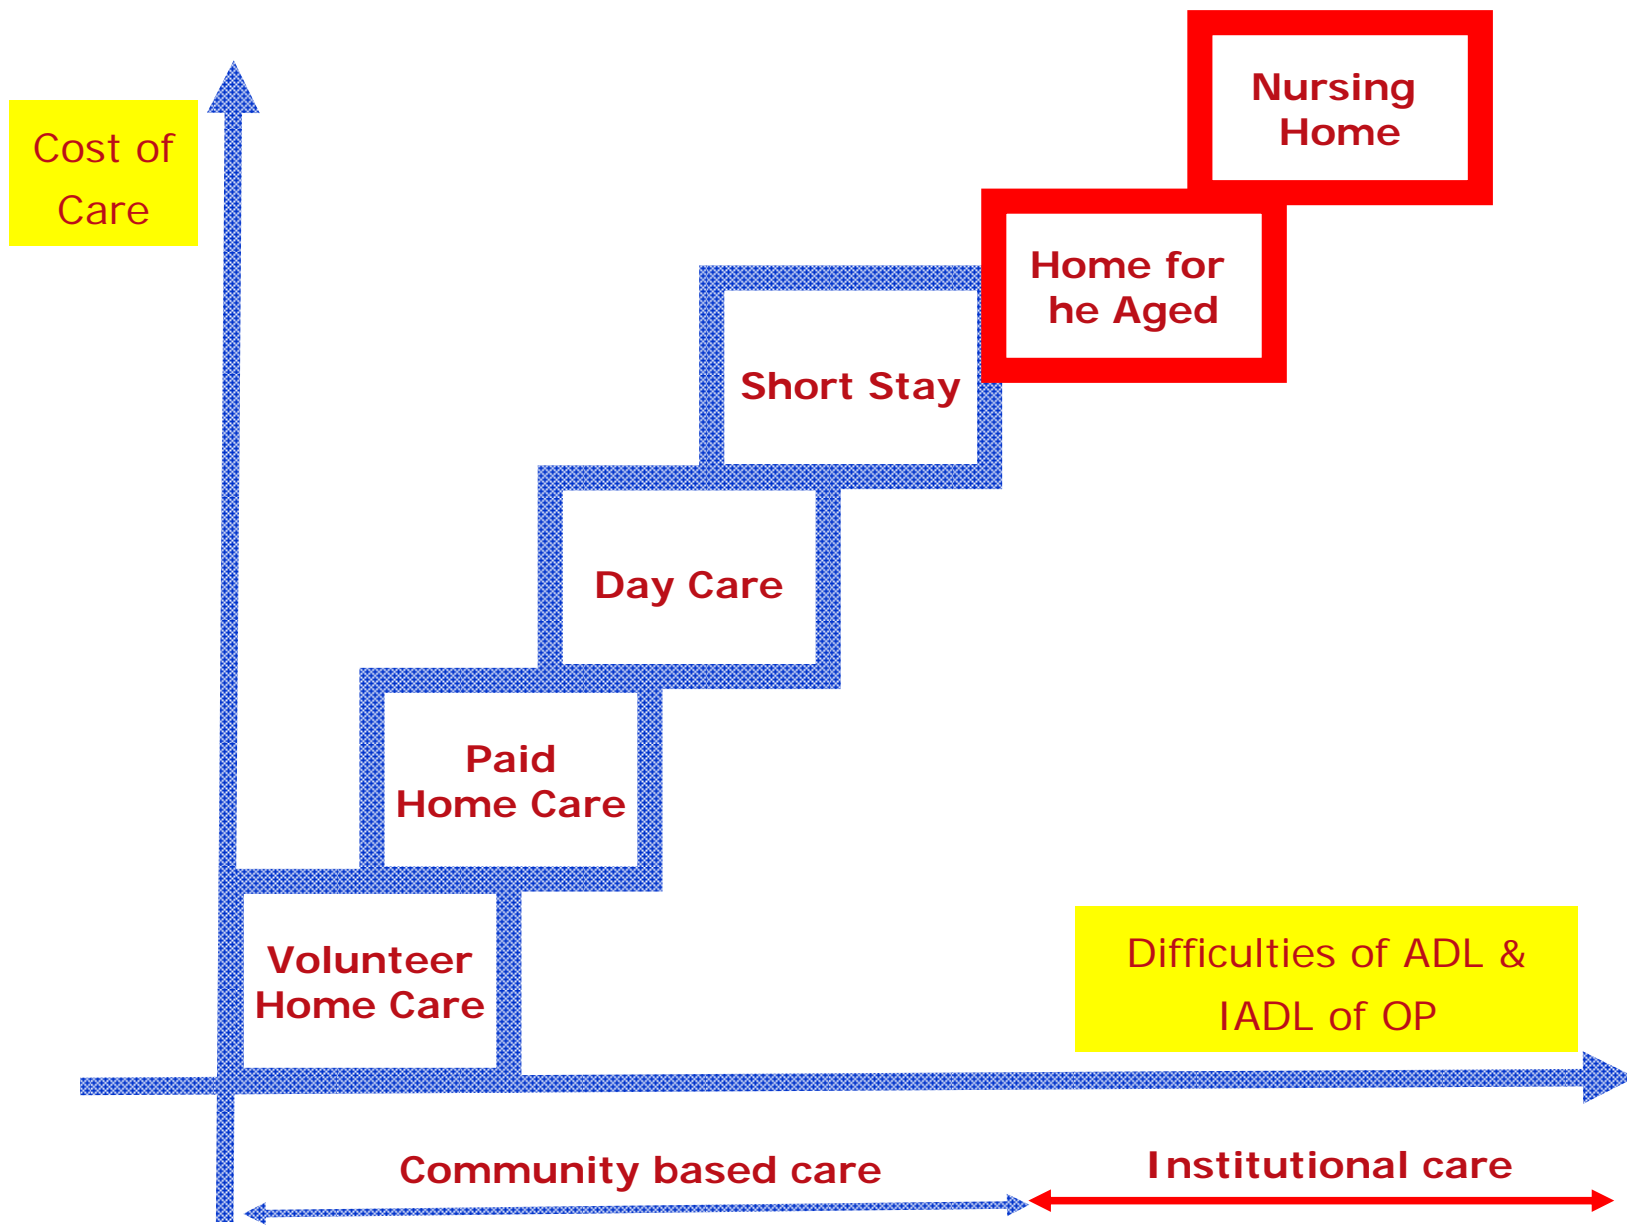 Nursing
Home
Cost of
Care
Home for
he Aged
Short Stay
Day Care
Paid
Home Care
Volunteer
Home Care
Difficulties of ADL &
IADL of OP
Community based care
Institutional care